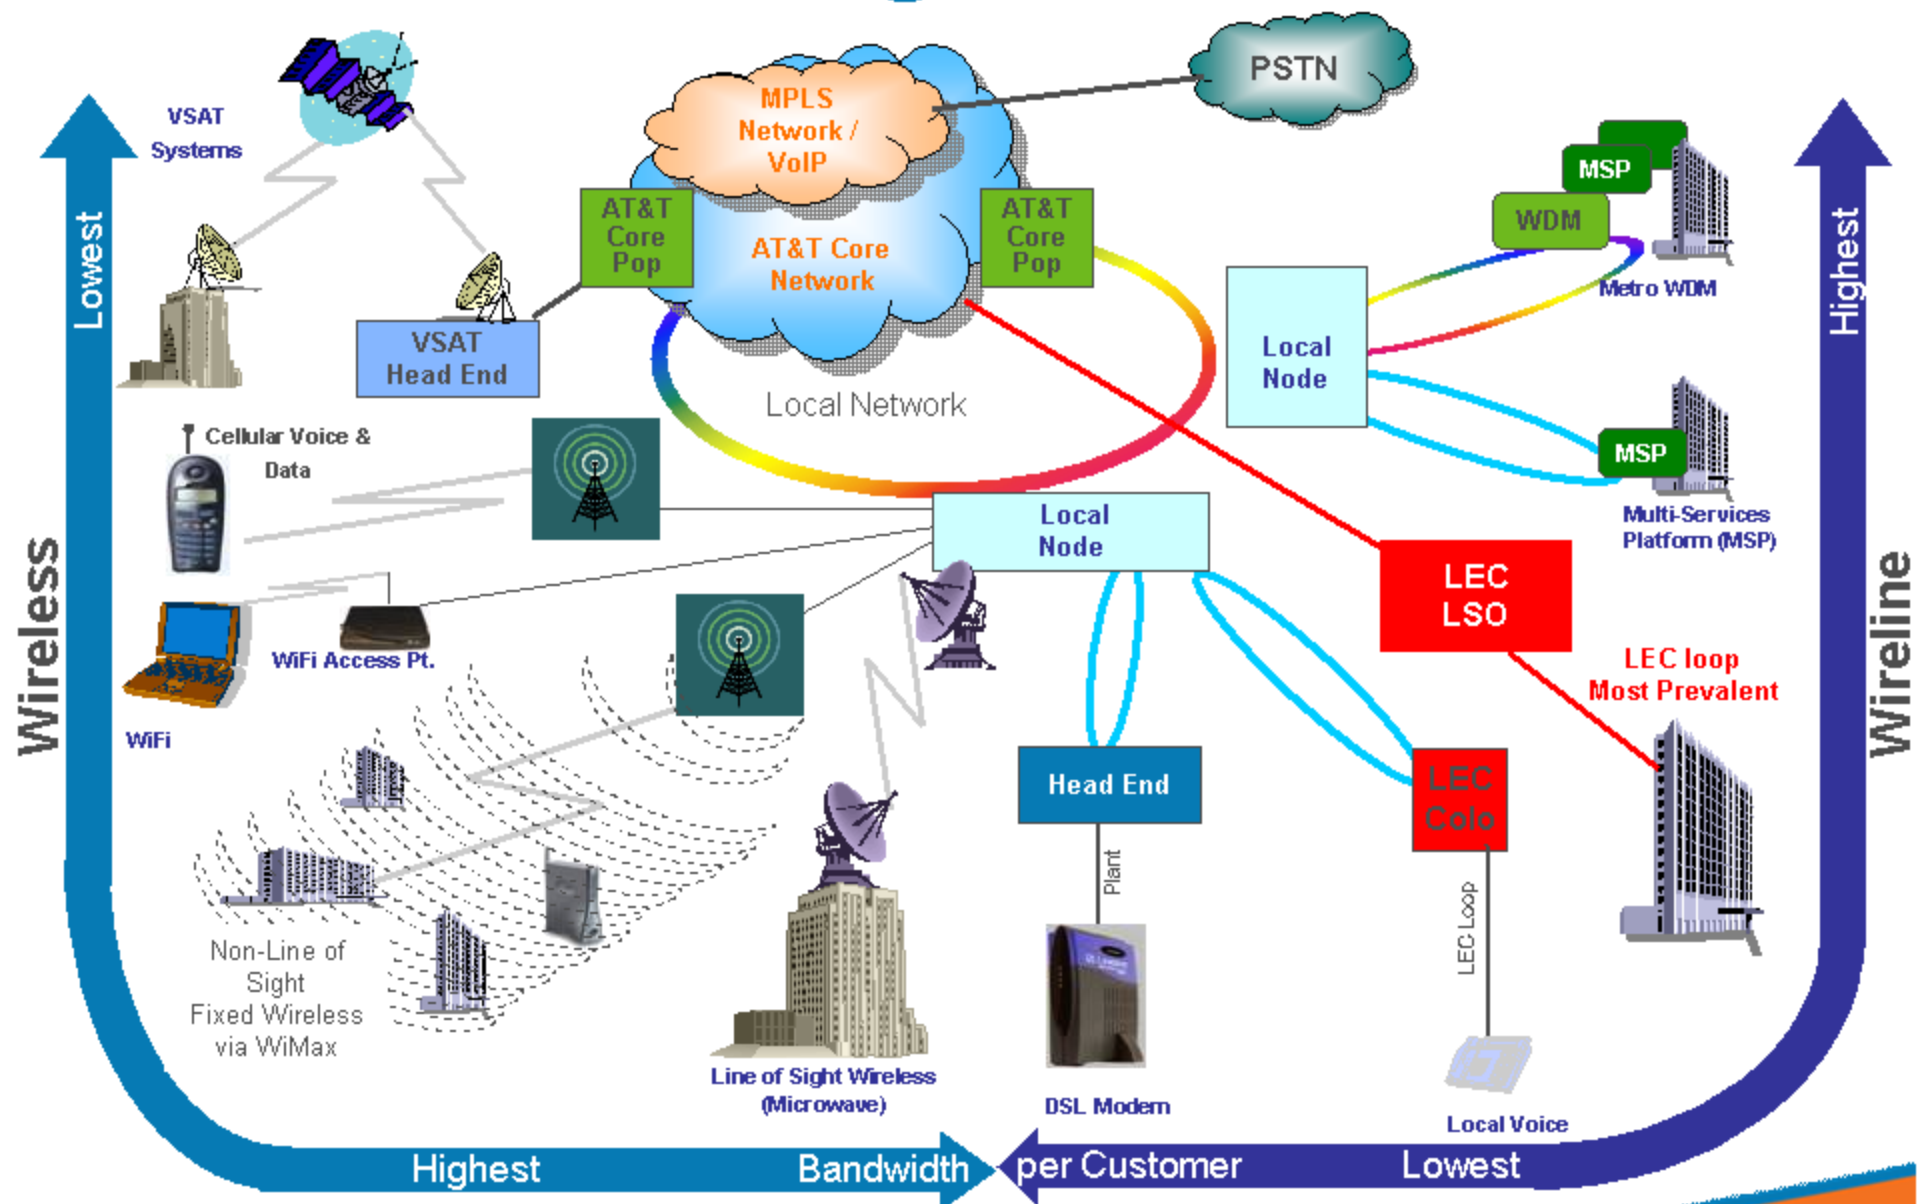 VSAT
Systems
MPLS
Network /
VoIP
PSTN
AT&T
Core
Pop
AT&T Core
Network
AT&T
Core
Pop
MSP
WDM
Metro WDM
Lowest
Highest
VSAT
Head End
Local Network
Local
Node
Cellular Voice &
Data
MSP
Multi-Services
Platform (MSP)
Local
Node
LEC
LSO
LEC loop
Most Prevalent
Wireless
Wireline
WiFi Access Pt.
WiFi
Head End
LEC
Colo
Plant
LEC Loop
Non-Line of
Sight
Fixed Wireless
via WiMax
Line of Sight Wireless
(Microwave)
DSL Modem
Local Voice
Highest
Bandwidth
per Customer
Lowest